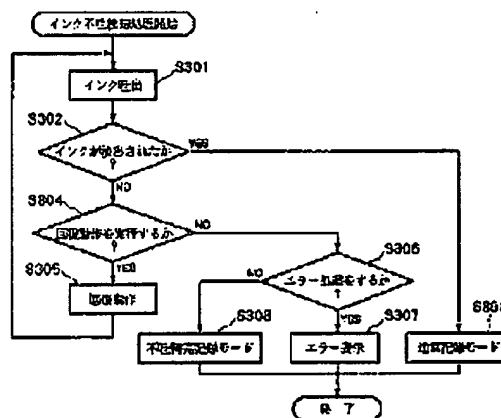 インク不吐検知処理開始
S301
インク吐出
S302
インクが検出されたか
?
YES
NO
S304
回復動作を実行するか
?
NO
YES
S305
回復動作
S306
エラー処理をするか
?
NO
YES
S308
S307
不吐補完記録モード
エラー表示
通常記録モード
終了